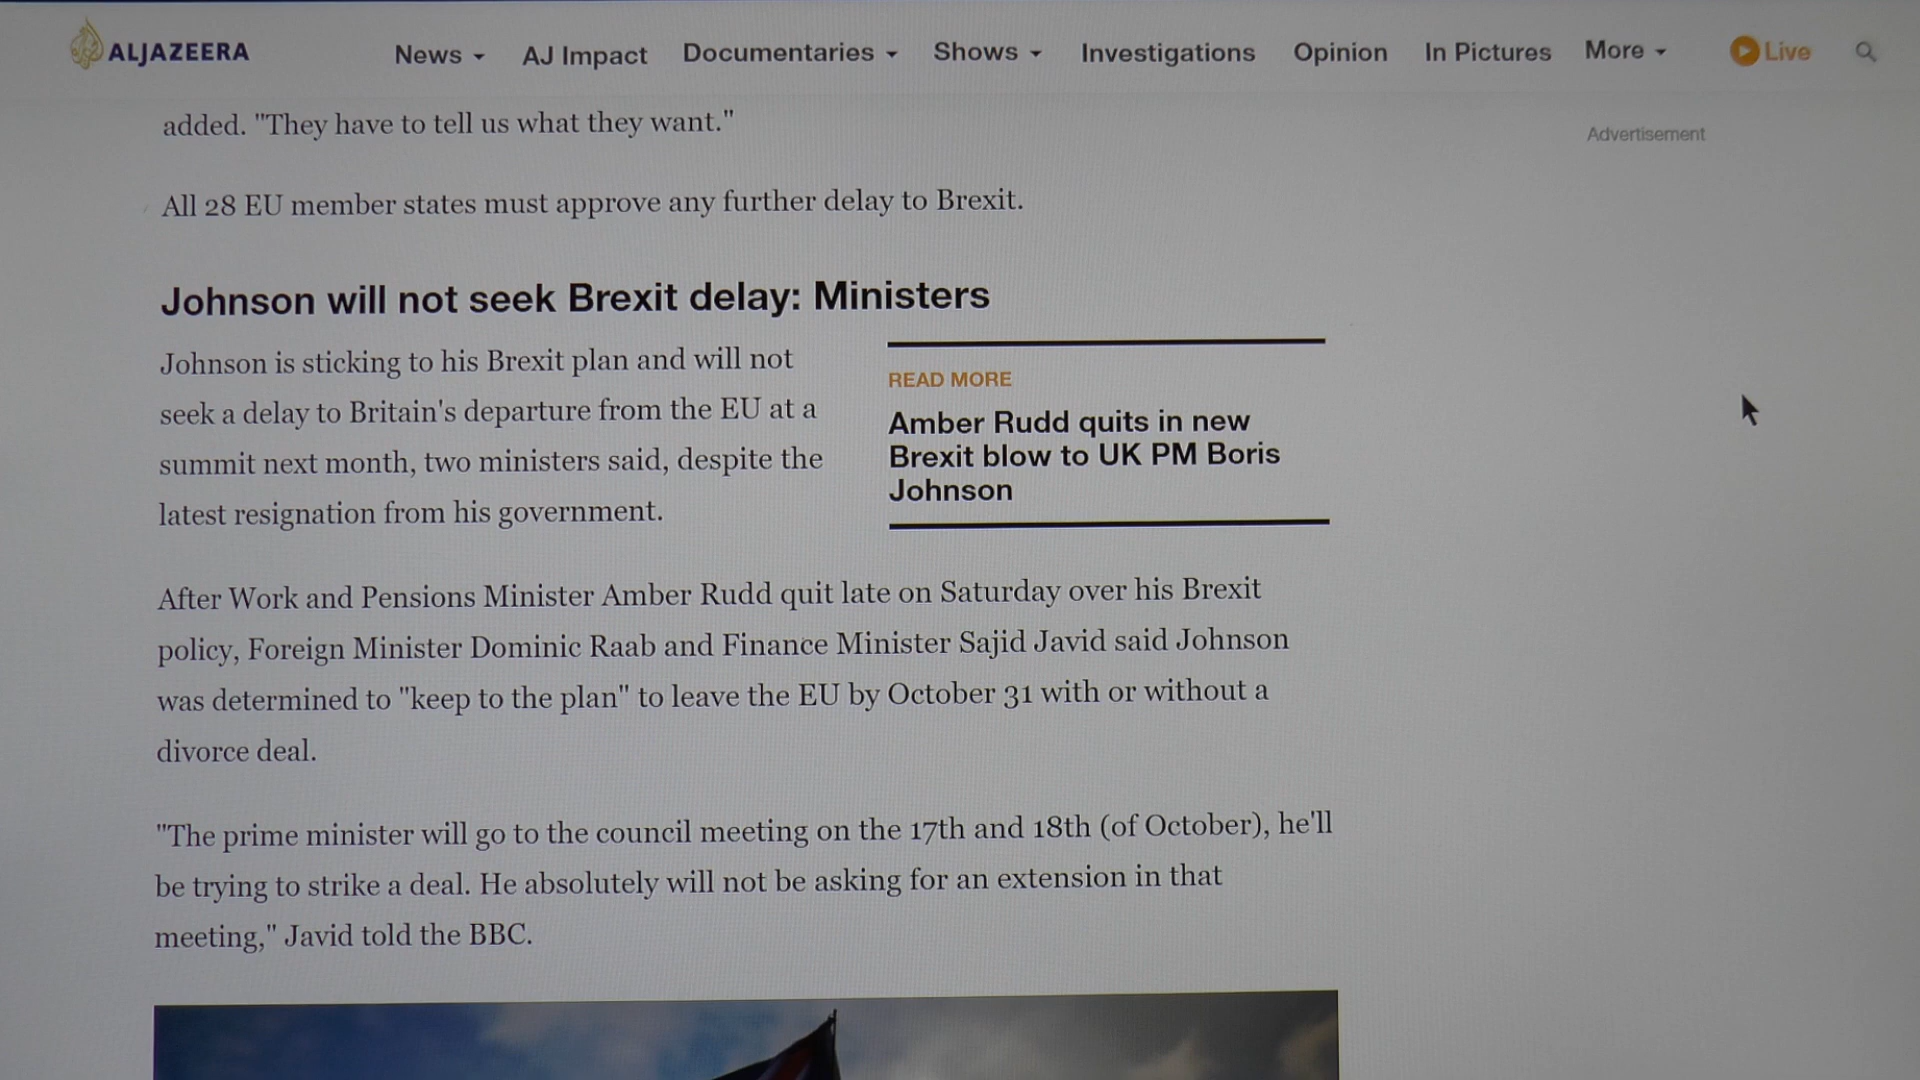 ALJAZEERA
News
AJ Impact
Documentaries
Shows
Investigations
Opinion
In Pictures
More
Live
added. "They have to tell us what they want."
Advertisement
All 28 EU member states must approve any further delay to Brexit.
Johnson will not seek Brexit delay: Ministers
Johnson is sticking to his Brexit plan and will not
seek a delay to Britain's departure from the EU at a
summit next month, two ministers said, despite the
latest resignation from his government.
READ MORE
Amber Rudd quits in new
Brexit blow to UK PM Boris
Johnson
After Work and Pensions Minister Amber Rudd quit late on Saturday over his Brexit
policy, Foreign Minister Dominic Raab and Finance Minister Sajid Javid said Johnson
was determined to "keep to the plan" to leave the EU by October 31 with or without a
divorce deal.
"The prime minister will go to the council meeting on the 17th and 18th (of October), he'll
be trying to strike a deal. He absolutely will not be asking for an extension in that
meeting," Javid told the BBC.